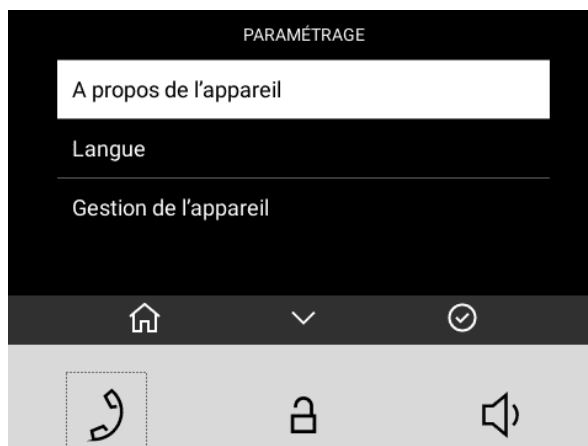 PARAMÉTRAGE
A propos de l’appareil
Langue
Gestion de l’appareil